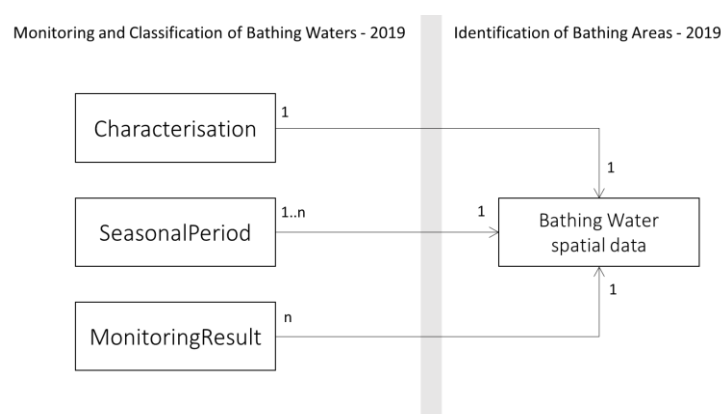 Monitoring and Classification of Bathing Waters - 2019
Identification of Bathing Areas - 2019
Characterisation
1
1
SeasonalPeriod
1..n
1
Bathing Water
spatial data
MonitoringResult
n
1